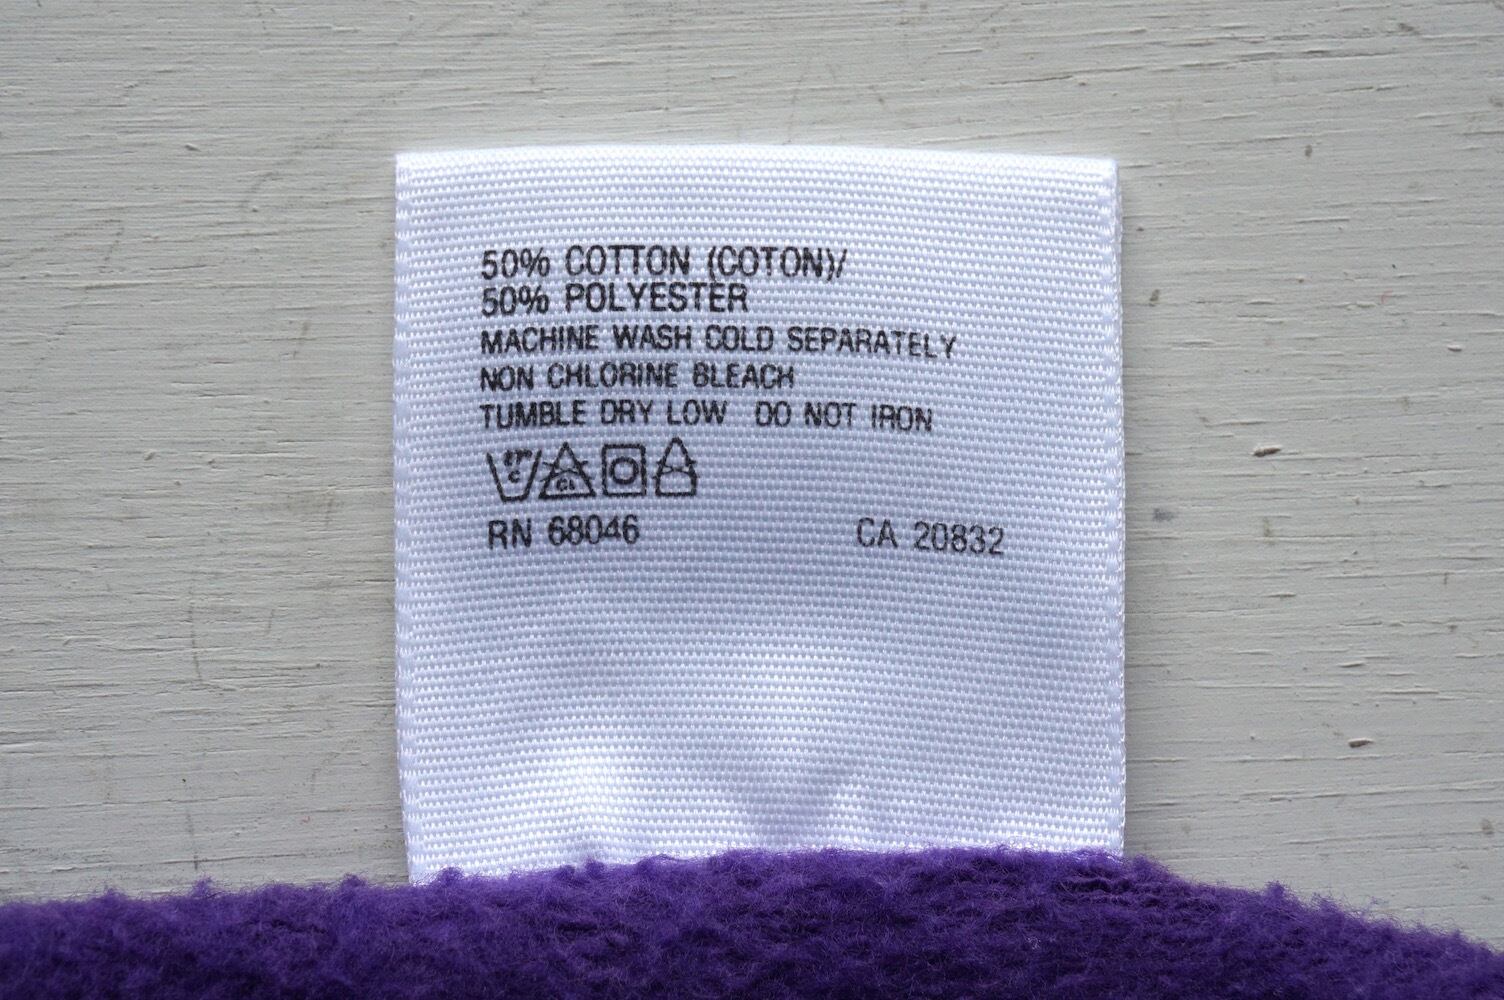 50% COTTON (COTON)/
50% POLYESTER
MACHINE WASH COLD SEPARATELY
NON CHLORINE BLEACH
TUMBLE DRY LOW DO NOT IRON
CL
RN 68046 CA 20832